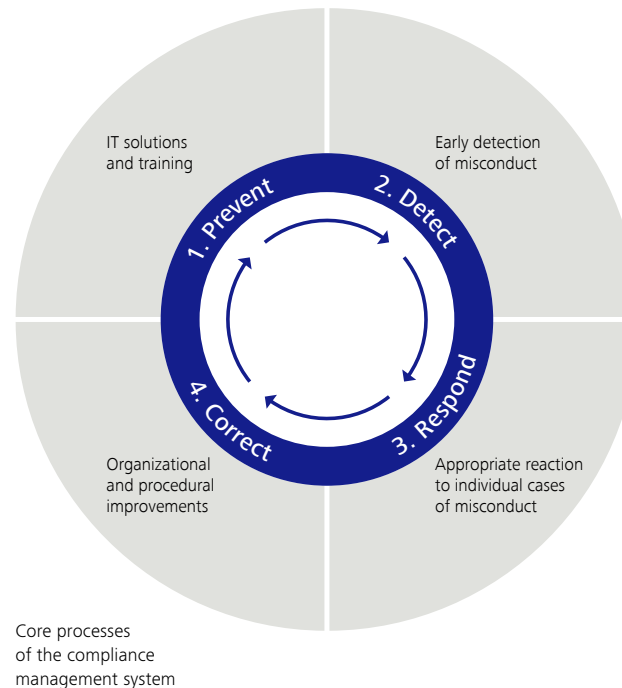 IT solutions
and training
1. Prevent
Early detection
of misconduct
2. Detect
Appropriate reaction
to individual cases
of misconduct
3. Respond
Organizational
and procedural
improvements
4. Correct
Core processes
of the compliance
management system